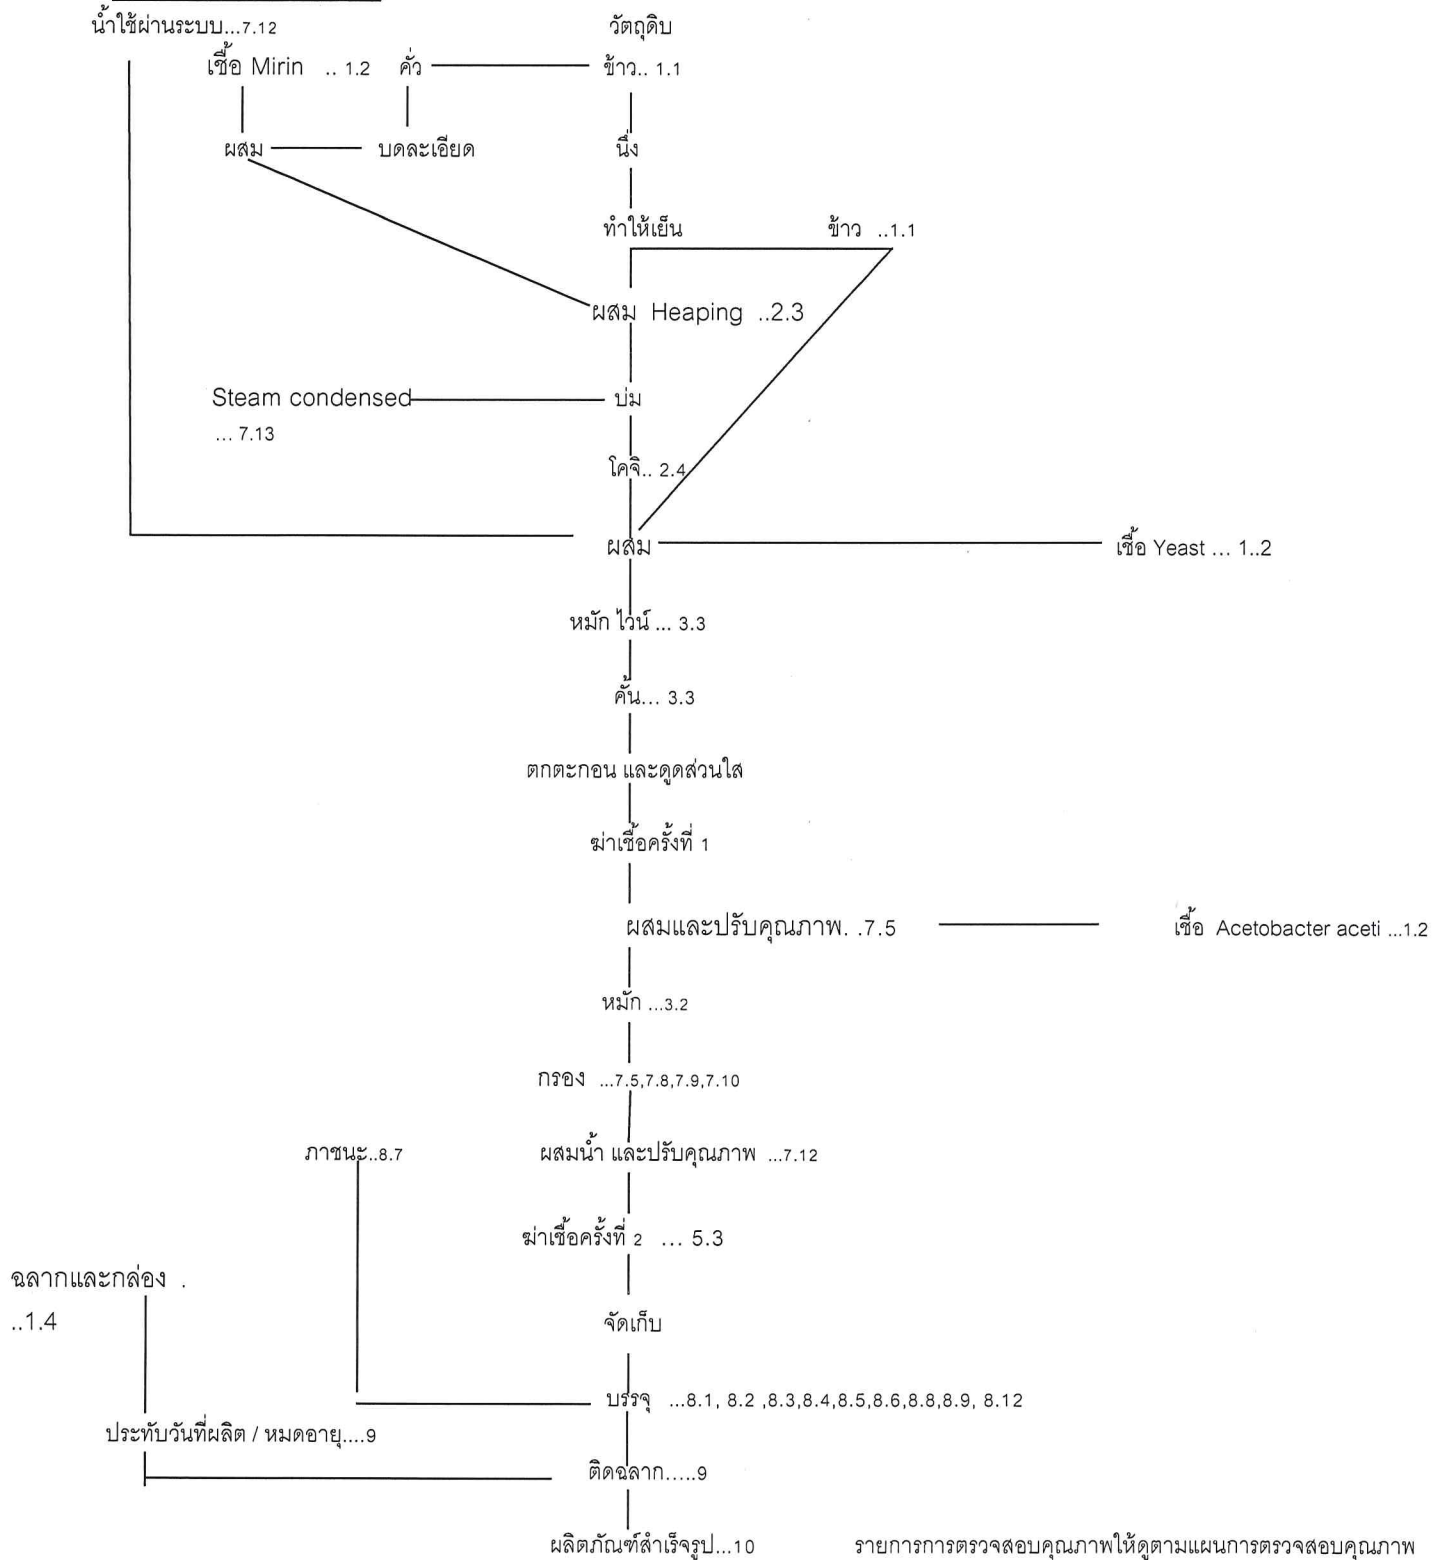 น้ำใช้ผ่านระบบ...7.12 วัตถุดิบ
เชื้อ Mirin .. 1.2 คั่ว ข้าว.. 1.1
ผสม บดละเอียด นึ่ง
ทำให้เย็น ข้าว ..1.1
ผสม Heaping ..2.3
Steam condensed บ่ม
... 7.13
โคจิ.. 2.4
ผสม เชื้อ Yeast ... 1..2
หมัก ไวน์ ... 3.3
คั้น... 3.3
ตกตะกอน และดูดส่วนใส
ฆ่าเชื้อครั้งที่ 1
ผสมและปรับคุณภาพ. .7.5 เชื้อ Acetobacter aceti ...1.2
หมัก ...3.2
กรอง ...7.5,7.8,7.9,7.10
ภาชนะ..8.7 ผสมน้ำ และปรับคุณภาพ ...7.12
ฆ่าเชื้อครั้งที่ 2 ... 5.3
ฉลากและกล่อง .
..1.4 จัดเก็บ
บรรจุ ...8.1, 8.2 ,8.3,8.4,8.5,8.6,8.8,8.9, 8.12
ประทับวันที่ผลิต / หมดอายุ....9
ติดฉลาก.....9
ผลิตภัณฑ์สำเร็จรูป...10 รายการการตรวจสอบคุณภาพให้ดูตามแผนการตรวจสอบคุณภาพ